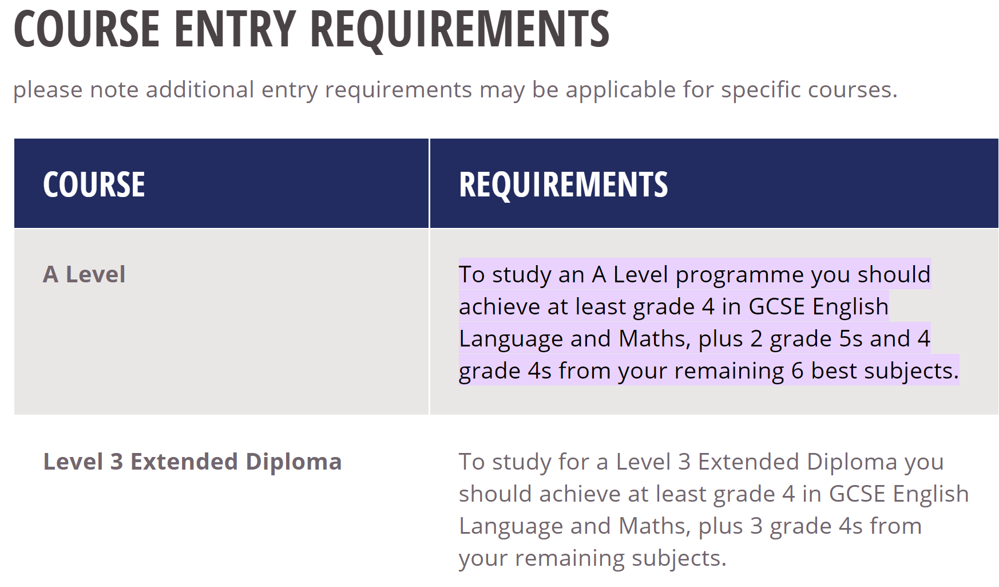 COURSE ENTRY REQUIREMENTS
please note additional entry requirements may be applicable for specific courses.
COURSE
REQUIREMENTS
A Level
To study an A Level programme you should
achieve at least grade 4 in GCSE English
Language and Maths, plus 2 grade 5s and 4
grade 4s from your remaining 6 best subjects.
Level 3 Extended Diploma
To study for a Level 3 Extended Diploma you
should achieve at least grade 4 in GCSE English
Language and Maths, plus 3 grade 4s from
your remaining subjects.